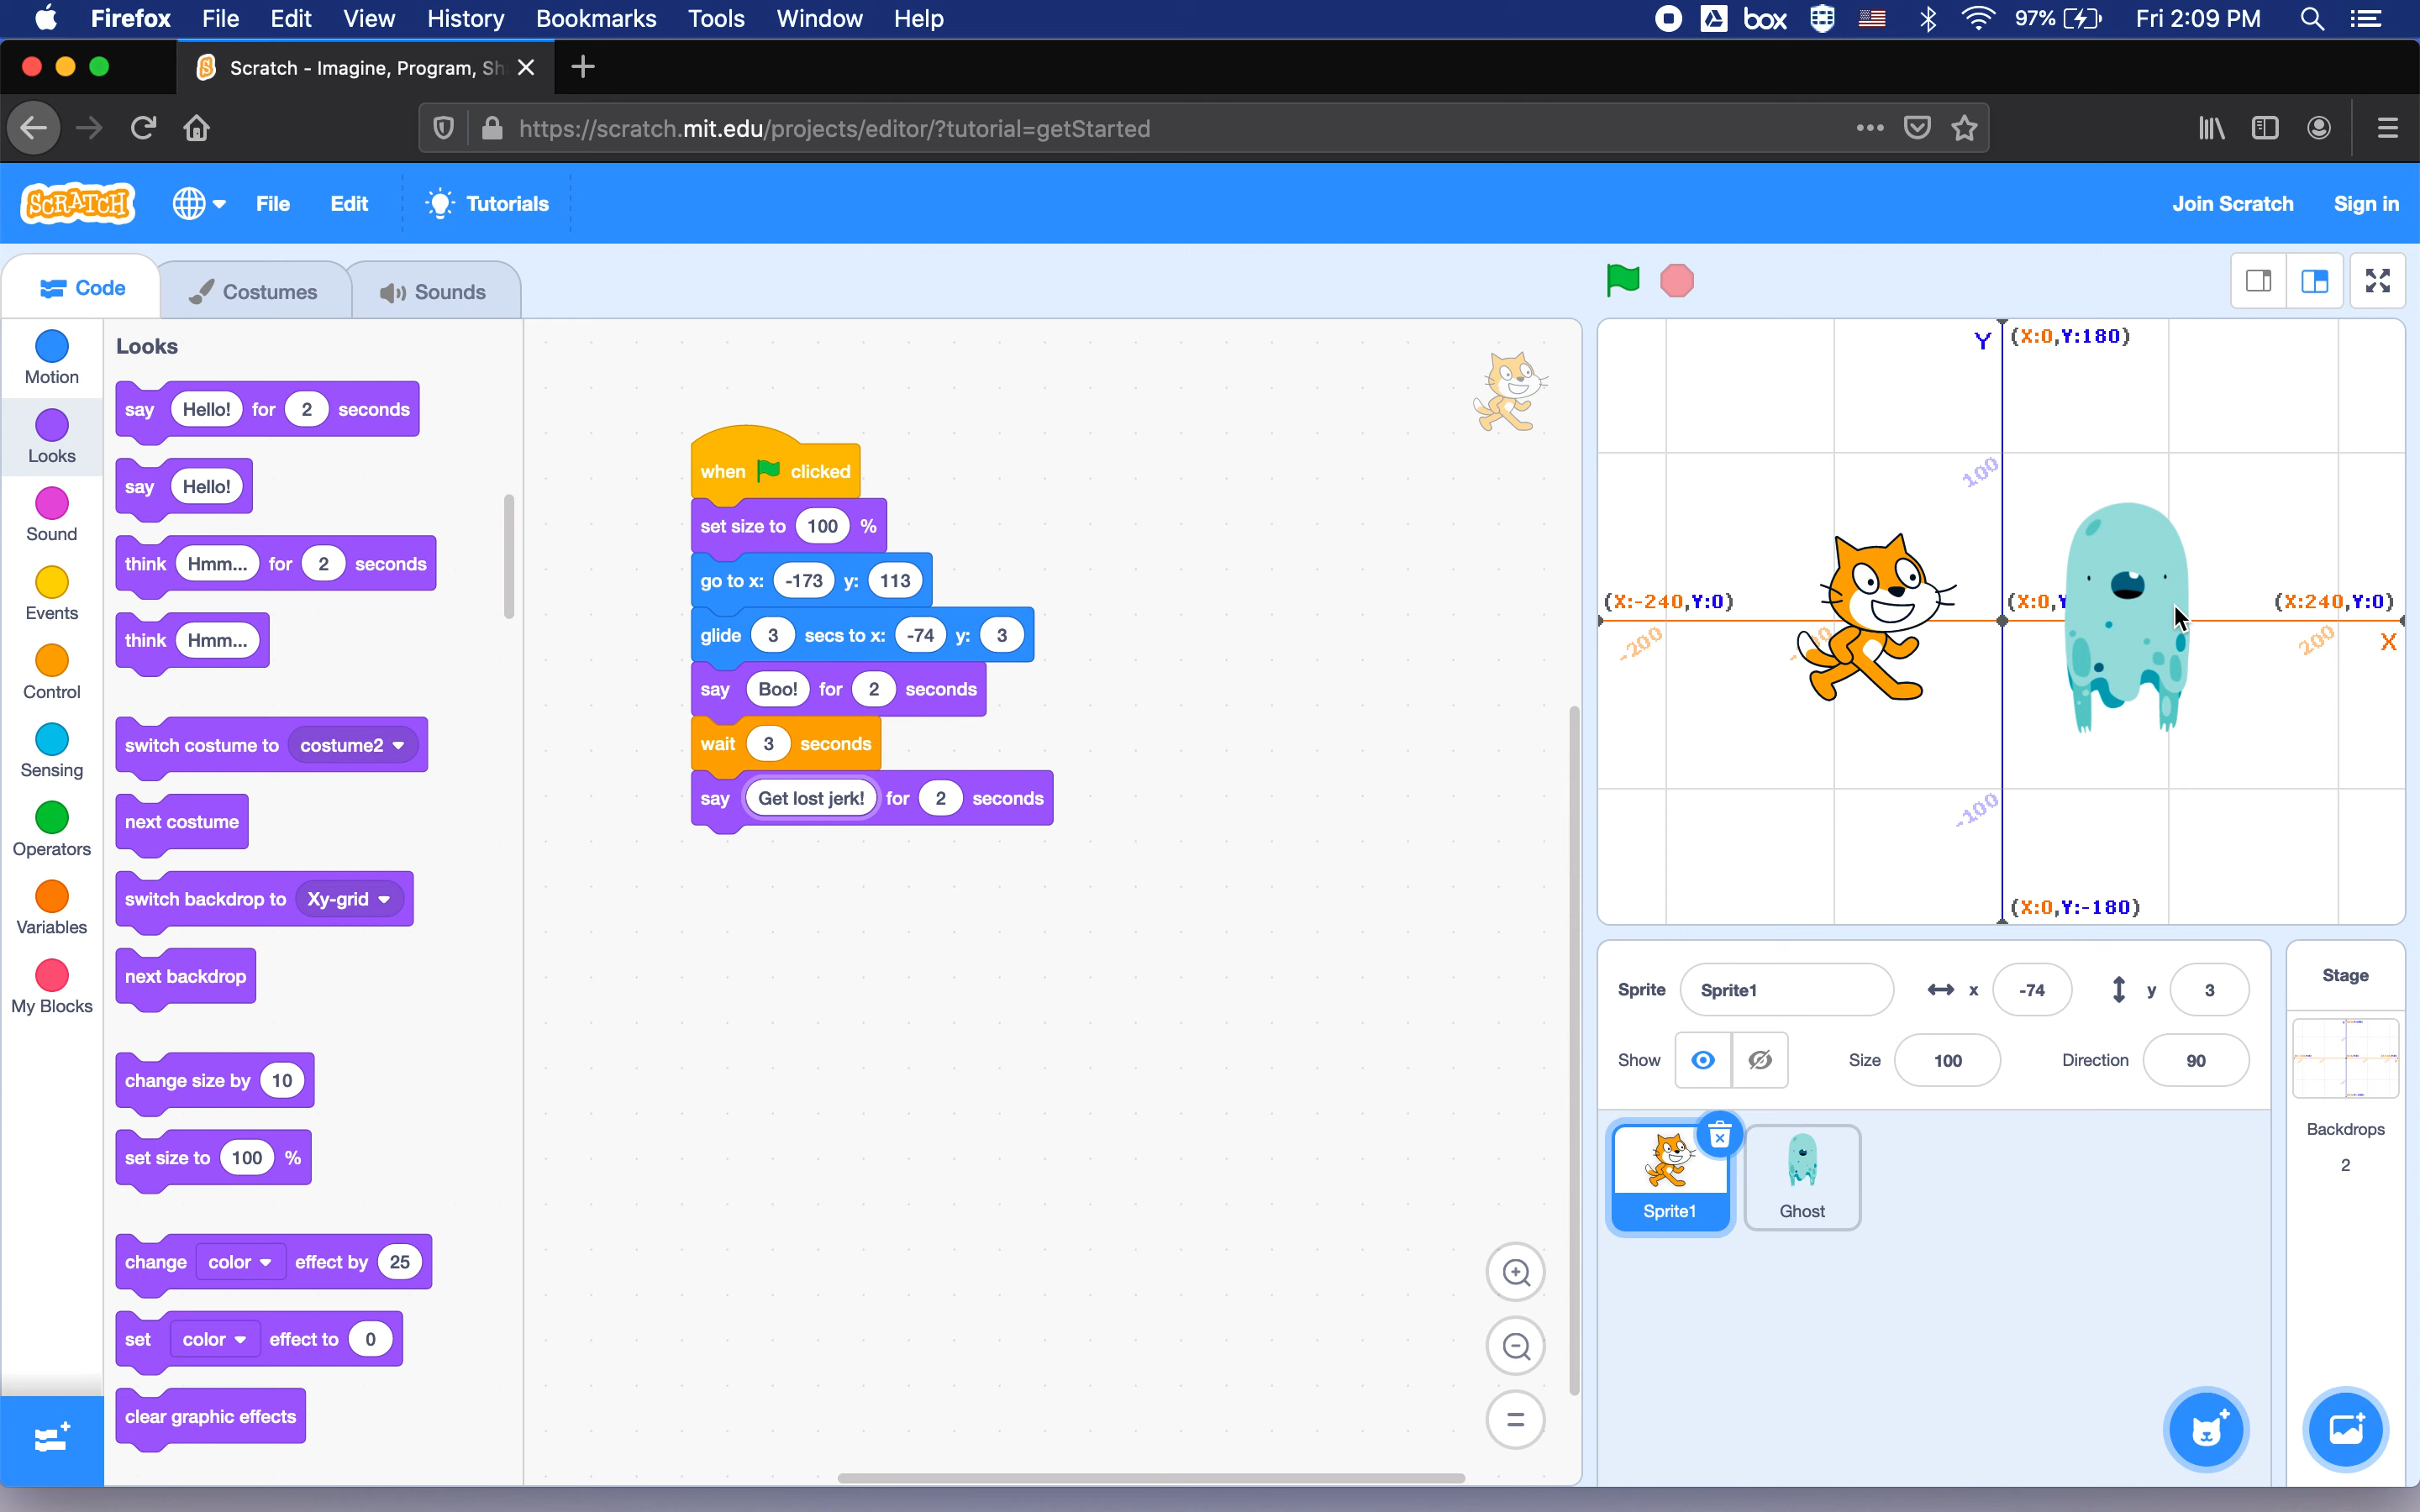 Firefox File Edit View History Bookmarks Tools Window Help box 97% Fri 2:09 PM
Scratch - Imagine, Program, Sh
https://scratch.mit.edu/projects/editor/?tutorial=getStarted
SCRATCH File Edit Tutorials Join Scratch Sign in
Code Costumes Sounds
Motion
Looks
Sound
Events
Control
Sensing
Operators
Variables
My Blocks
Looks
say Hello! for 2 seconds
say Hello!
think Hmm... for 2 seconds
think Hmm...
switch costume to costume2
next costume
switch backdrop to Xy-grid
next backdrop
change size by 10
set size to 100 %
change color effect by 25
set color effect to 0
clear graphic effects
when clicked
set size to 100 %
go to x: -173 y: 113
glide 3 secs to x: -74 y: 3
say Boo! for 2 seconds
wait 3 seconds
say Get lost jerk! for 2 seconds
Y (X:0,Y:180)
100
(X:-240,Y:0) (X:0,Y (X:240,Y:0)
-200 200 X
-100
(X:0,Y:-180)
Sprite Sprite1 x -74 y 3
Show Size 100 Direction 90
Sprite1 Ghost
Stage
Backdrops
2